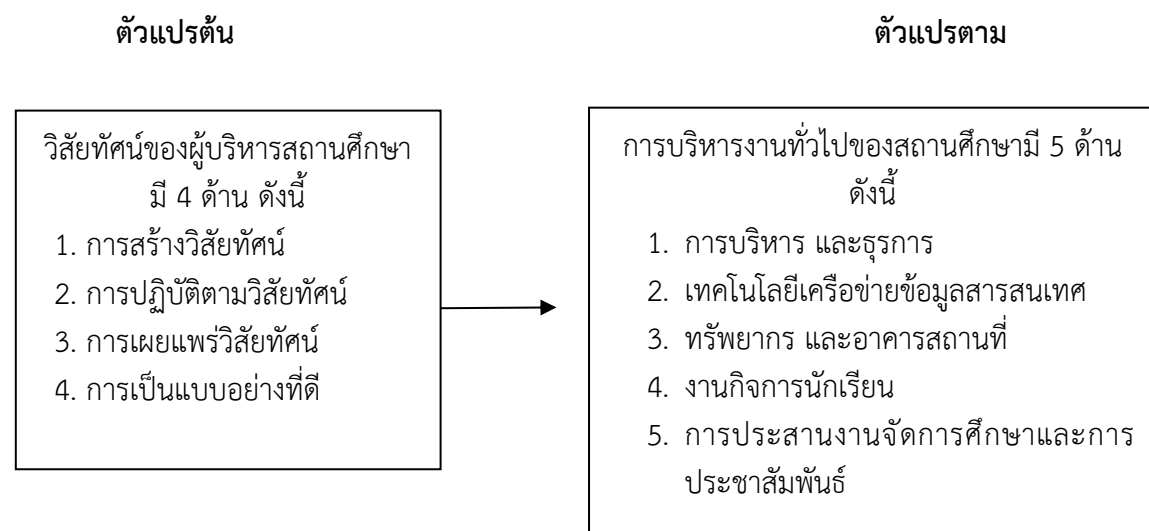 ตัวแปรต้น
ตัวแปรตาม
วิสัยทัศน์ของผู้บริหารสถานศึกษา
มี 4 ด้าน ดังนี้
1. การสร้างวิสัยทัศน์
2. การปฏิบัติตามวิสัยทัศน์
3. การเผยแพร่วิสัยทัศน์
4. การเป็นแบบอย่างที่ดี
การบริหารงานทั่วไปของสถานศึกษามี 5 ด้าน
ดังนี้
1. การบริหาร และธุรการ
2. เทคโนโลยีเครือข่ายข้อมูลสารสนเทศ
3. ทรัพยากร และอาคารสถานที่
4. งานกิจการนักเรียน
5. การประสานงานจัดการศึกษาและการ
ประชาสัมพันธ์